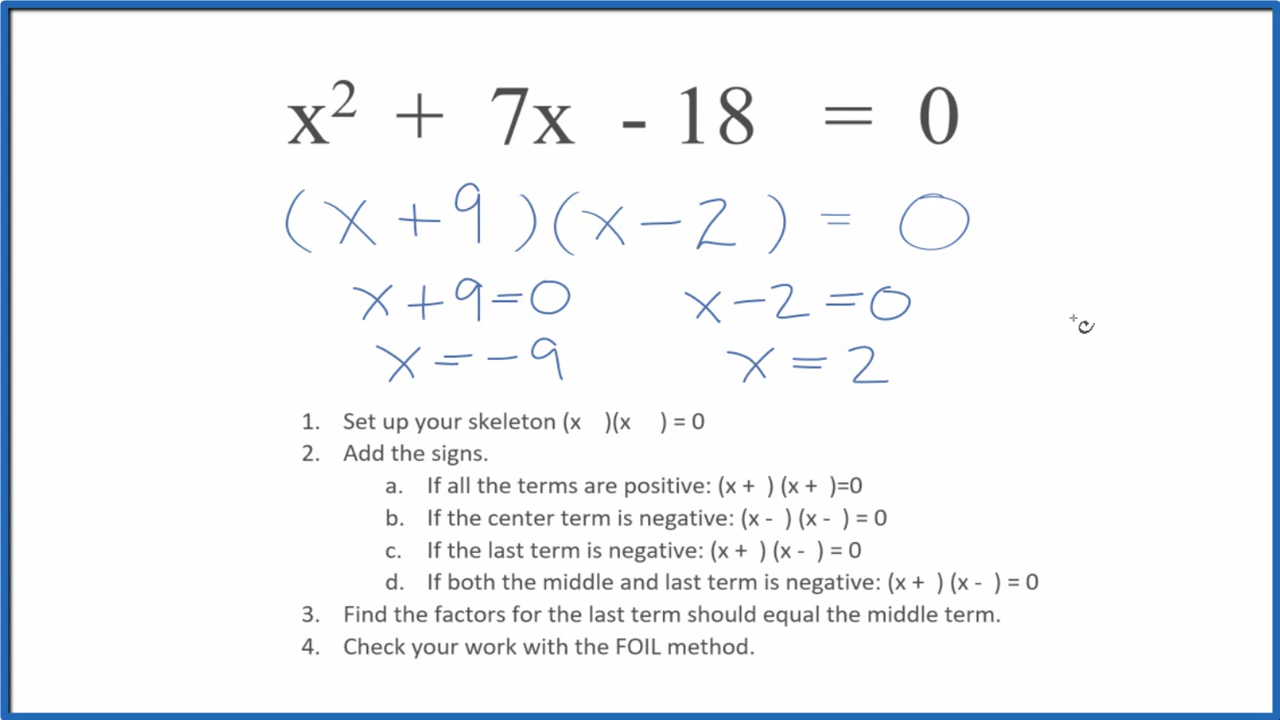 x² + 7x - 18 = 0
(x+9)(x-2) = 0
x+9=0 x-2=0
x=-9 x=2
1. Set up your skeleton (x )(x ) = 0
2. Add the signs.
a. If all the terms are positive: (x + ) (x + )=0
b. If the center term is negative: (x - ) (x - ) = 0
c. If the last term is negative: (x + ) (x - ) = 0
d. If both the middle and last term is negative: (x + ) (x - ) = 0
3. Find the factors for the last term should equal the middle term.
4. Check your work with the FOIL method.